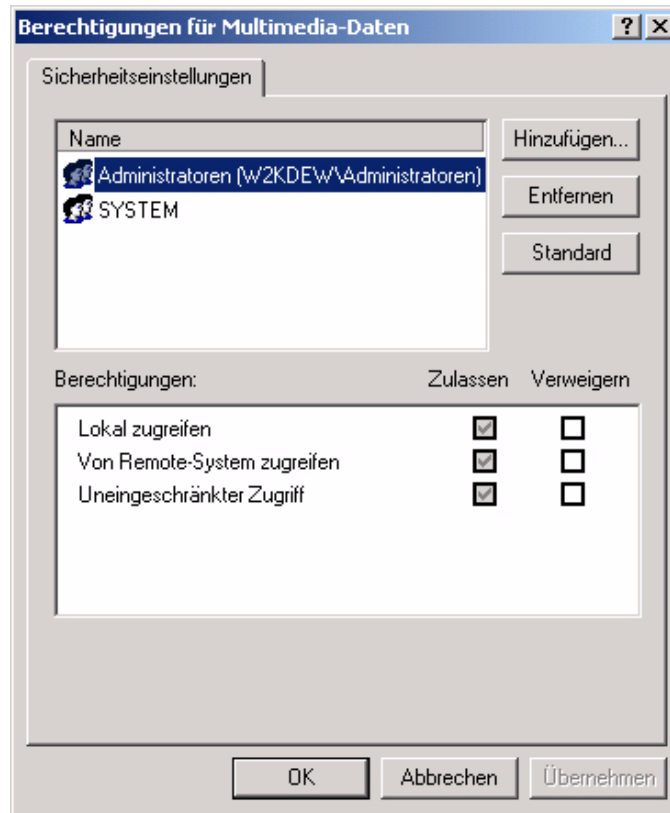 Berechtigungen für Multimedia-Daten
Sicherheitseinstellungen
Name
Administratoren (W2KDEW\Administratoren)
SYSTEM
Hinzufügen...
Entfernen
Standard
Berechtigungen: Zulassen Verweigern
Lokal zugreifen
Von Remote-System zugreifen
Uneingeschränkter Zugriff
OK Abbrechen Übernehmen